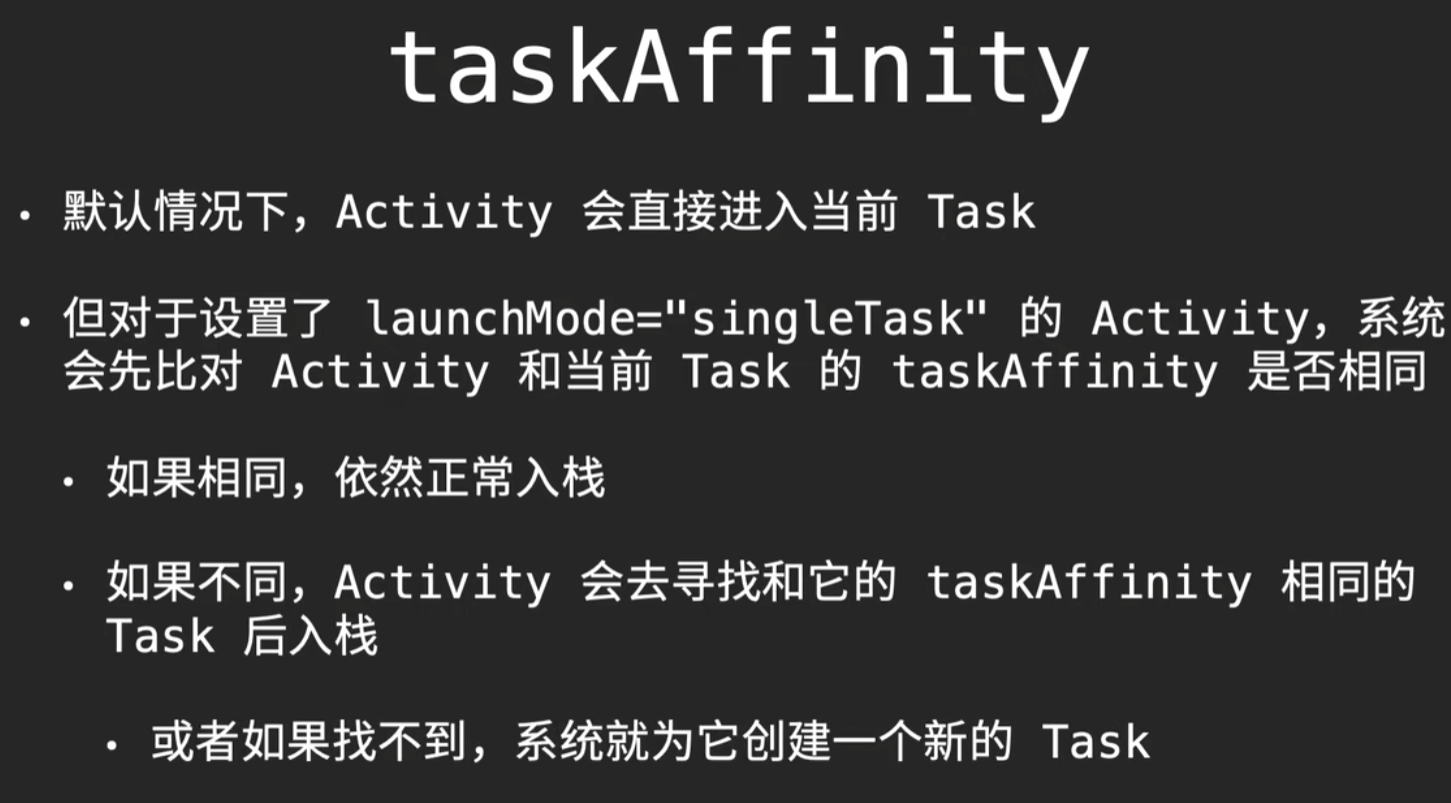 taskAffinity
• 默认情况下，Activity 会直接进入当前 Task
• 但对于设置了 launchMode="singleTask" 的 Activity，系统
会先比对 Activity 和当前 Task 的 taskAffinity 是否相同
• 如果相同，依然正常入栈
• 如果不同，Activity 会去寻找和它的 taskAffinity 相同的
Task 后入栈
• 或者如果找不到，系统就为它创建一个新的 Task